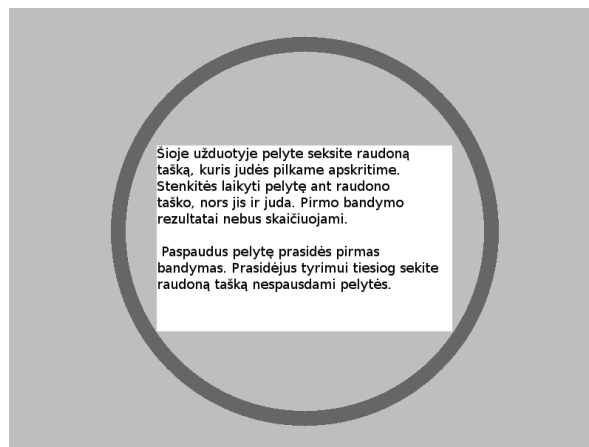 Šioje užduotyje pelyte seksite raudoną
tašką, kuris judės pilkame apskritime.
Stenkitės laikyti pelytę ant raudono
taško, nors jis ir juda. Pirmo bandymo
rezultatai nebus skaičiuojami.
Paspaudus pelytę prasidės pirmas
bandymas. Prasidėjus tyrimui tiesiog sekite
raudoną tašką nespausdami pelytės.